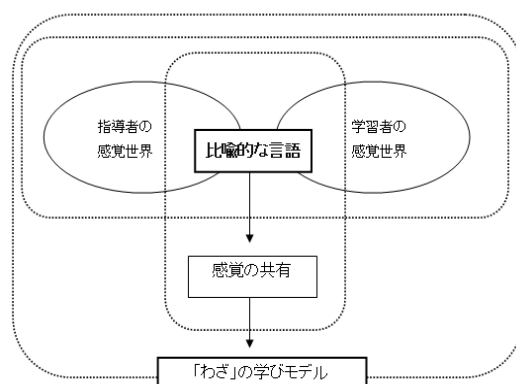 指導者の
感覚世界
比喩的な言語
学習者の
感覚世界
感覚の共有
「わざ」の学びモデル